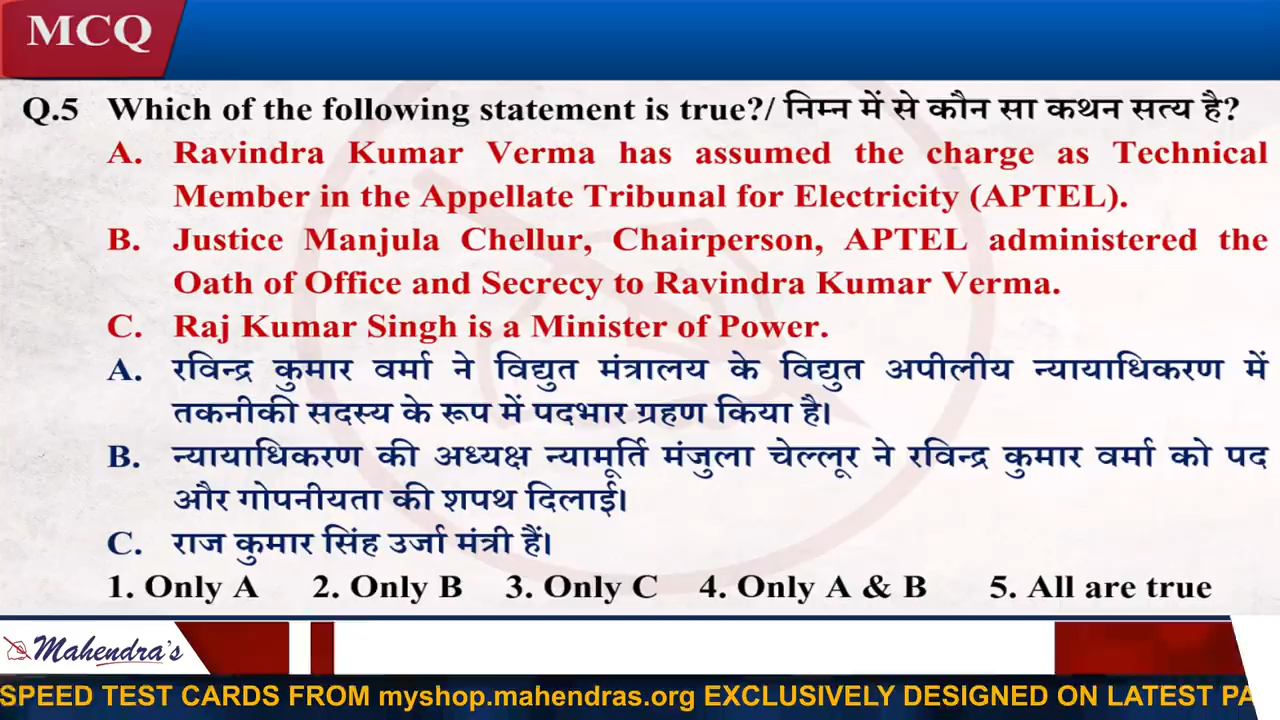 MCQ
Q.5 Which of the following statement is true?/ निम्न में से कौन सा कथन सत्य है?
A. Ravindra Kumar Verma has assumed the charge as Technical
Member in the Appellate Tribunal for Electricity (APTEL).
B. Justice Manjula Chellur, Chairperson, APTEL administered the
Oath of Office and Secrecy to Ravindra Kumar Verma.
C. Raj Kumar Singh is a Minister of Power.
A. रविन्द्र कुमार वर्मा ने विद्युत मंत्रालय के विद्युत अपीलीय न्यायाधिकरण में
तकनीकी सदस्य के रूप में पदभार ग्रहण किया है।
B. न्यायाधिकरण की अध्यक्ष न्यामूर्ति मंजुला चेल्लूर ने रविन्द्र कुमार वर्मा को पद
और गोपनीयता की शपथ दिलाई।
C. राज कुमार सिंह उर्जा मंत्री हैं।
1. Only A 2. Only B 3. Only C 4. Only A & B 5. All are true
Mahendra's
SPEED TEST CARDS FROM myshop.mahendras.org EXCLUSIVELY DESIGNED ON LATEST PA